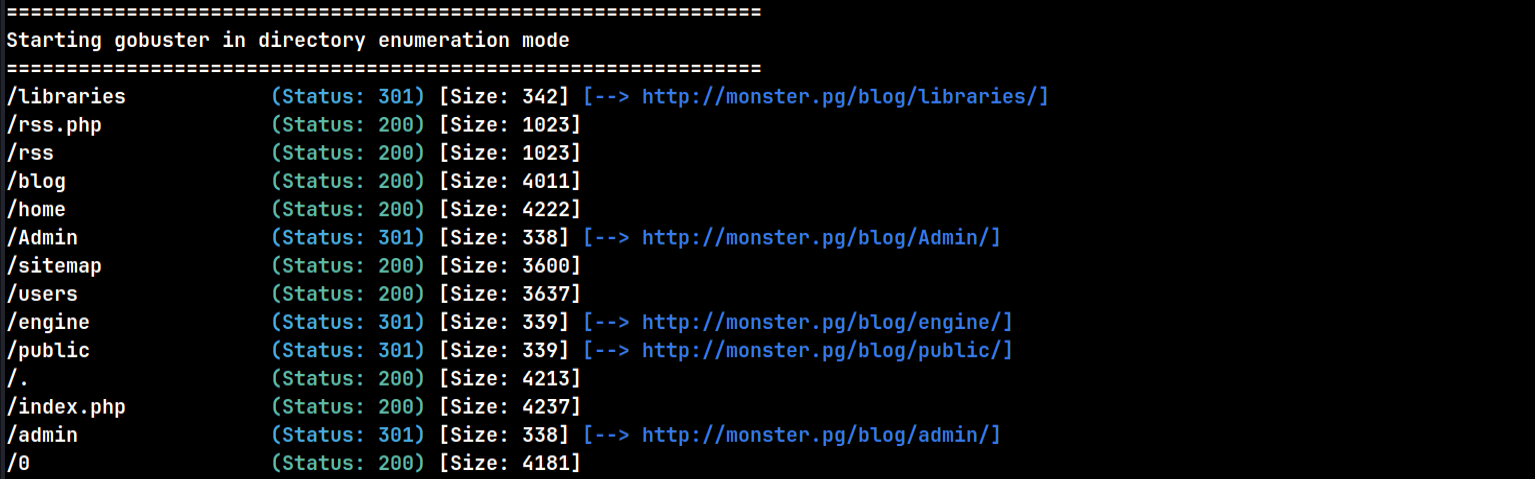 ===============================================================
Starting gobuster in directory enumeration mode
===============================================================
/libraries            (Status: 301) [Size: 342] [--> http://monster.pg/blog/libraries/]
/rss.php              (Status: 200) [Size: 1023]
/rss                  (Status: 200) [Size: 1023]
/blog                 (Status: 200) [Size: 4011]
/home                 (Status: 200) [Size: 4222]
/Admin                (Status: 301) [Size: 338] [--> http://monster.pg/blog/Admin/]
/sitemap              (Status: 200) [Size: 3600]
/users                (Status: 200) [Size: 3637]
/engine               (Status: 301) [Size: 339] [--> http://monster.pg/blog/engine/]
/public               (Status: 301) [Size: 339] [--> http://monster.pg/blog/public/]
/.                    (Status: 200) [Size: 4213]
/index.php            (Status: 200) [Size: 4237]
/admin                (Status: 301) [Size: 338] [--> http://monster.pg/blog/admin/]
/0                    (Status: 200) [Size: 4181]